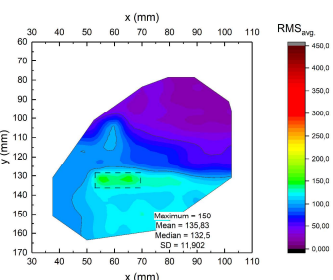 x (mm)
30 40 50 60 70 80 90 100 110
RMSavg.
60
70
80
90
100
110
120
130
140
150
160
170
y (mm)
450,0
400,0
350,0
300,0
250,0
200,0
150,0
100,0
50,00
0,000
Maximum = 150
Mean = 135,83
Median = 132,5
SD = 11,902
30 40 50 60 70 80 90 100 110
x (mm)